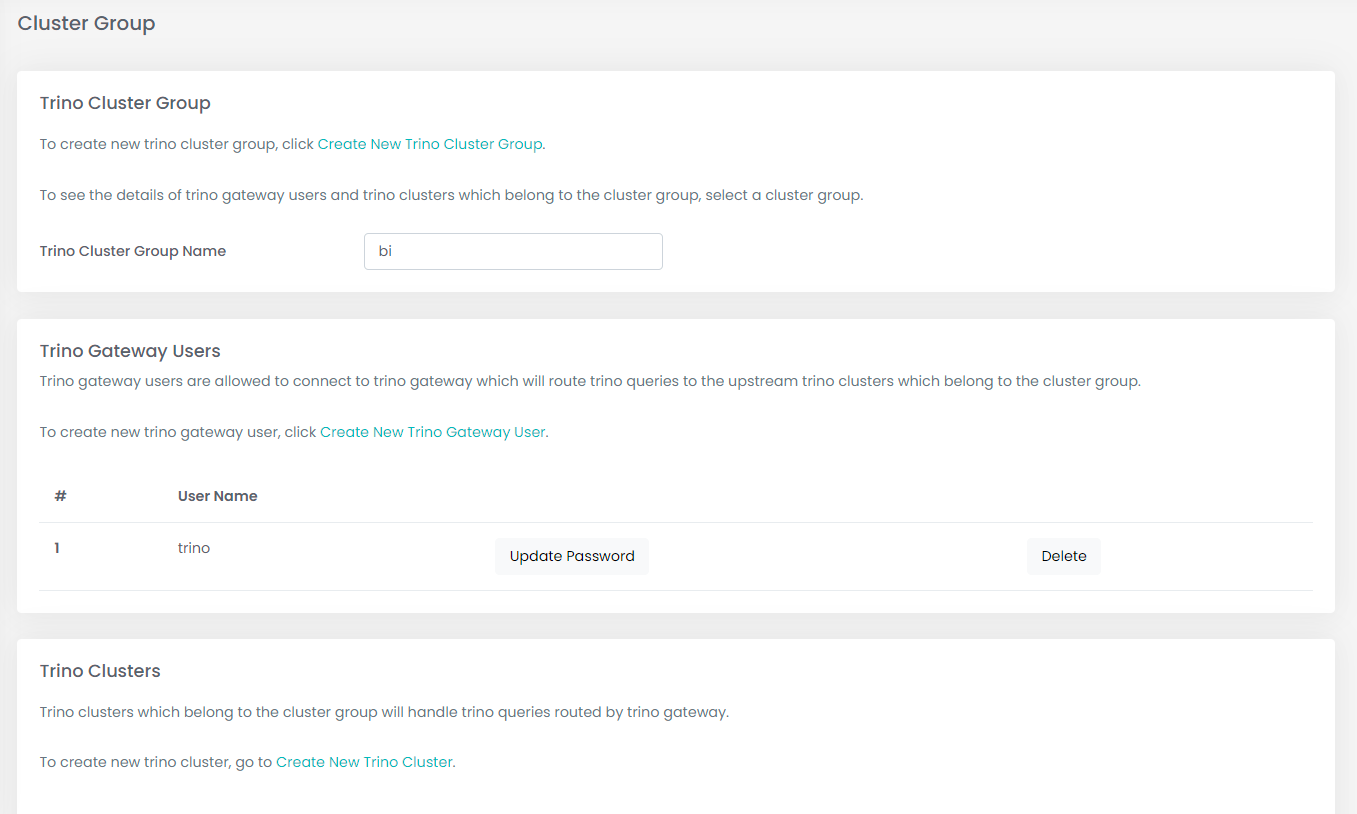 Cluster Group
Trino Cluster Group
To create new trino cluster group, click Create New Trino Cluster Group.
To see the details of trino gateway users and trino clusters which belong to the cluster group, select a cluster group.
Trino Cluster Group Name
bi
Trino Gateway Users
Trino gateway users are allowed to connect to trino gateway which will route trino queries to the upstream trino clusters which belong to the cluster group.
To create new trino gateway user, click Create New Trino Gateway User.
# User Name
1 trino Update Password Delete
Trino Clusters
Trino clusters which belong to the cluster group will handle trino queries routed by trino gateway.
To create new trino cluster, go to Create New Trino Cluster.